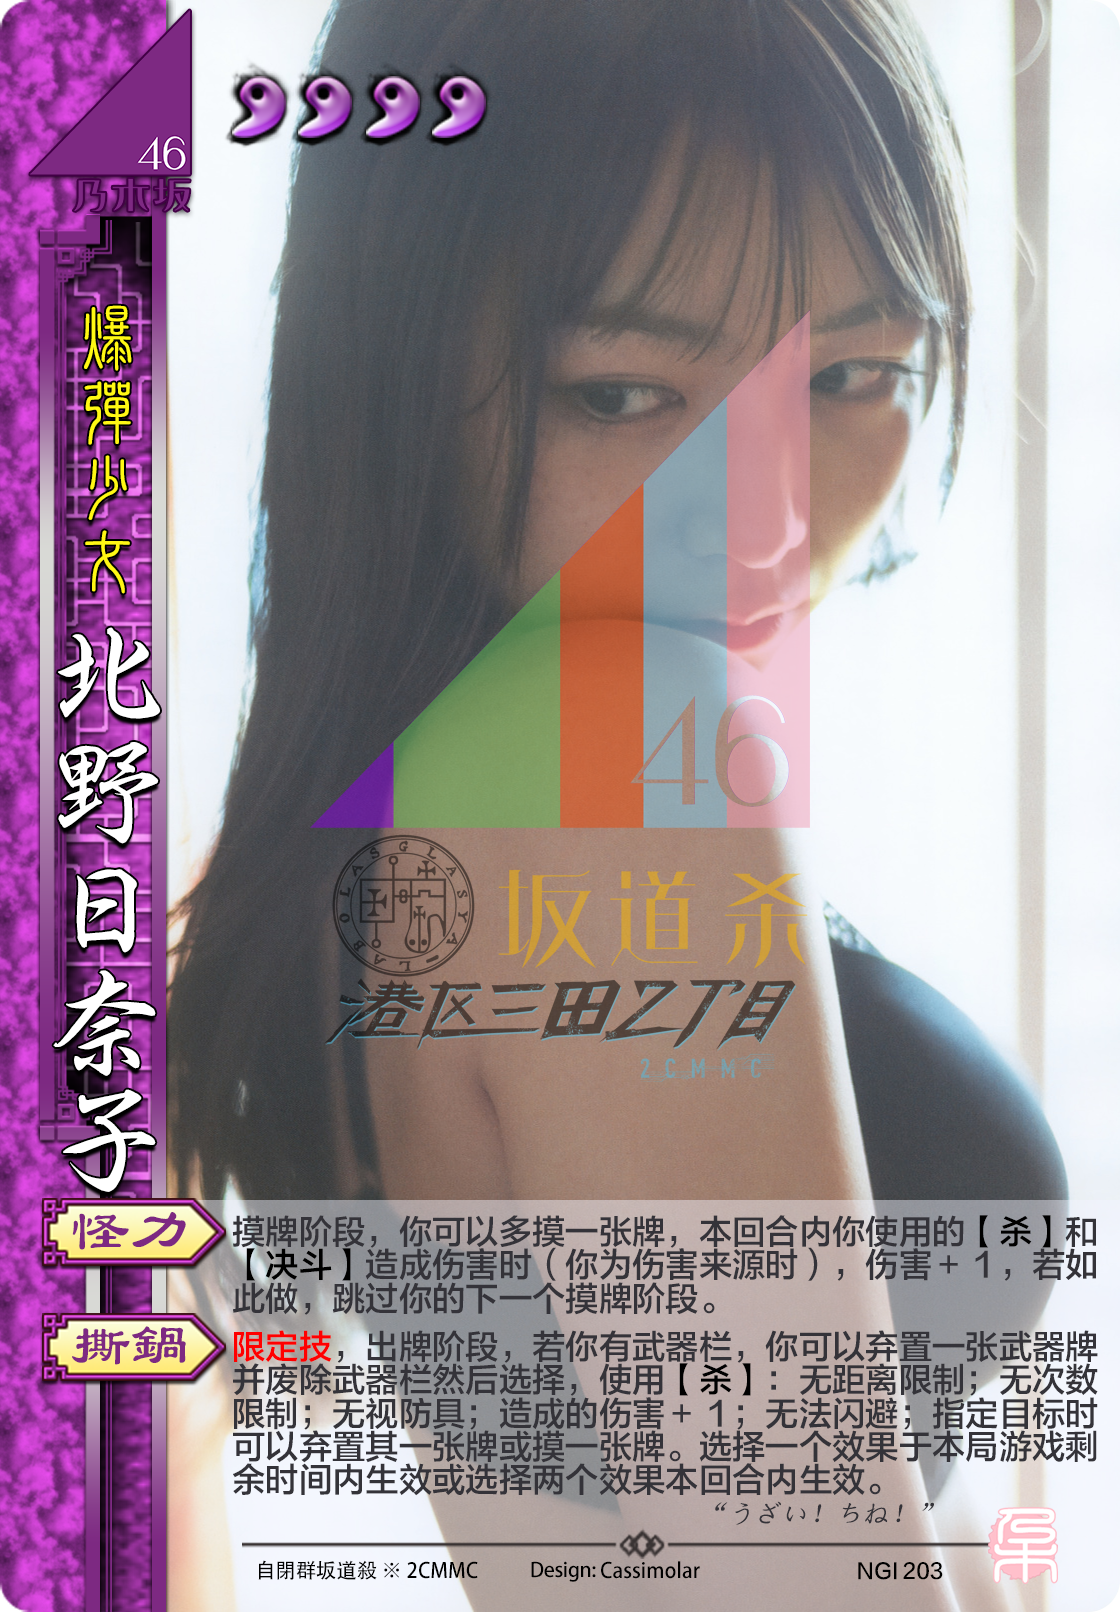 46
乃木坂
爆彈少女
北野日奈子
46
GLASYA LABOLAS
坂道杀
港区三田2丁目
2CMMC
怪力
摸牌阶段，你可以多摸一张牌，本回合内你使用的【杀】和
【决斗】造成伤害时（你为伤害来源时），伤害＋１，若如
此做，跳过你的下一个摸牌阶段。
撕鍋
限定技，出牌阶段，若你有武器栏，你可以弃置一张武器牌
并废除武器栏然后选择，使用【杀】：无距离限制；无次数
限制；无视防具；造成的伤害＋１；无法闪避；指定目标时
可以弃置其一张牌或摸一张牌。选择一个效果于本局游戏剩
余时间内生效或选择两个效果本回合内生效。
“うざい！ちね！”
自閉群坂道殺 ※ 2CMMC
Design: Cassimolar
NGI 203